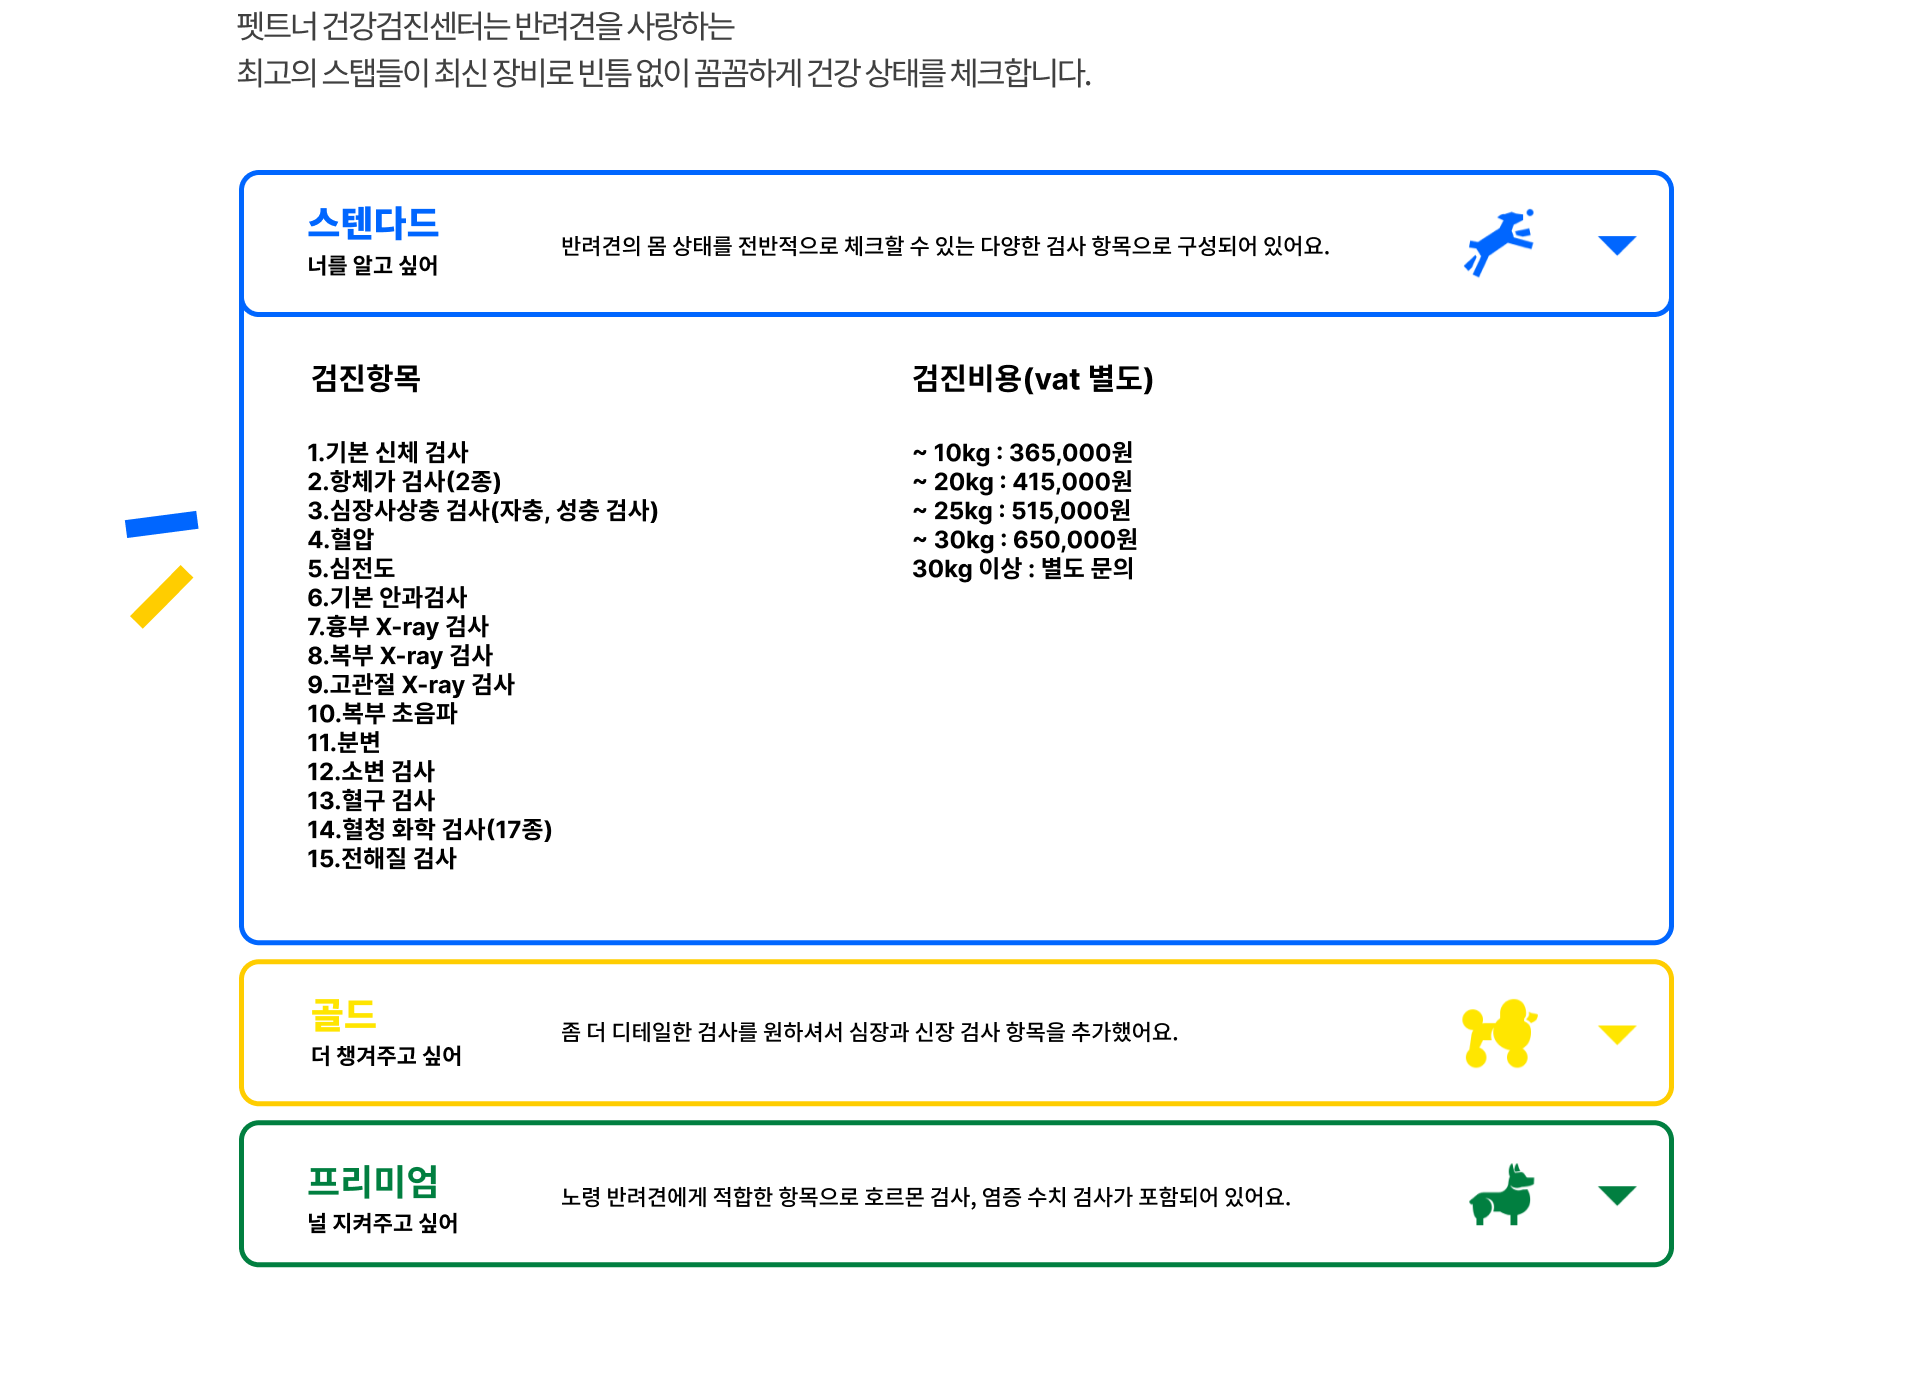 펫트너 건강검진센터는 반려견을 사랑하는
최고의 스탭들이 최신 장비로 빈틈 없이 꼼꼼하게 건강 상태를 체크합니다.
스텐다드
너를 알고 싶어
반려견의 몸 상태를 전반적으로 체크할 수 있는 다양한 검사 항목으로 구성되어 있어요.
검진항목
1.기본 신체 검사
2.항체가 검사(2종)
3.심장사상충 검사(자충, 성충 검사)
4.혈압
5.심전도
6.기본 안과검사
7.흉부 X-ray 검사
8.복부 X-ray 검사
9.고관절 X-ray 검사
10.복부 초음파
11.분변
12.소변 검사
13.혈구 검사
14.혈청 화학 검사(17종)
15.전해질 검사
검진비용(vat 별도)
~ 10kg : 365,000원
~ 20kg : 415,000원
~ 25kg : 515,000원
~ 30kg : 650,000원
30kg 이상 : 별도 문의
골드
더 챙겨주고 싶어
좀 더 디테일한 검사를 원하셔서 심장과 신장 검사 항목을 추가했어요.
프리미엄
널 지켜주고 싶어
노령 반려견에게 적합한 항목으로 호르몬 검사, 염증 수치 검사가 포함되어 있어요.